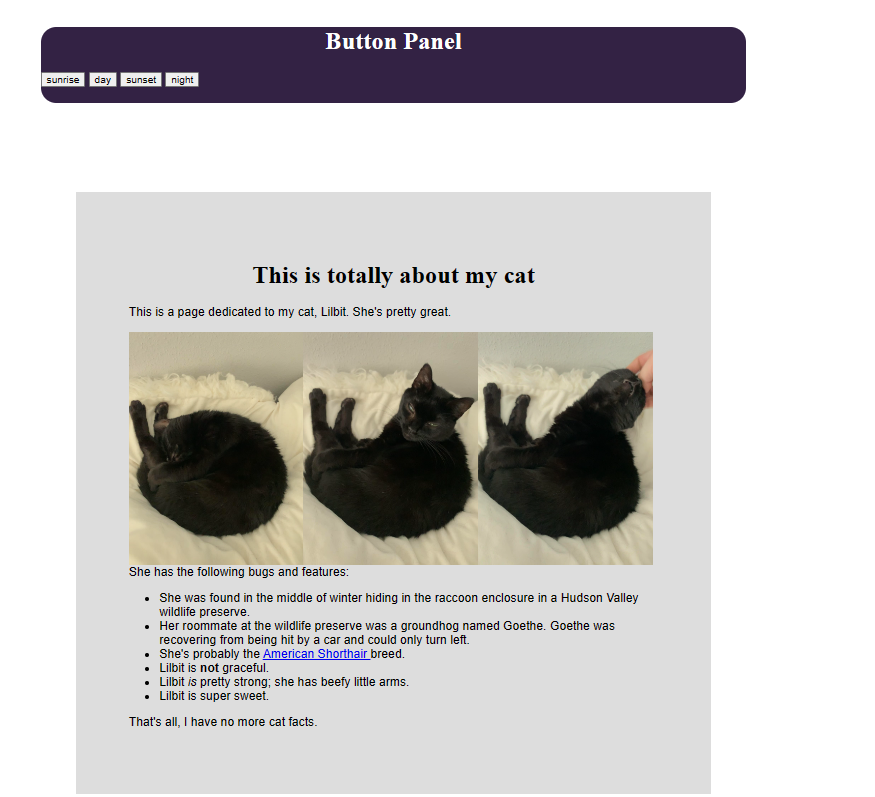 Button Panel
sunrise day sunset night
This is totally about my cat
This is a page dedicated to my cat, Lilbit. She's pretty great.
She has the following bugs and features:
• She was found in the middle of winter hiding in the raccoon enclosure in a Hudson Valley
wildlife preserve.
• Her roommate at the wildlife preserve was a groundhog named Goethe. Goethe was
recovering from being hit by a car and could only turn left.
• She's probably the American Shorthair breed.
• Lilbit is not graceful.
• Lilbit is pretty strong; she has beefy little arms.
• Lilbit is super sweet.
That's all, I have no more cat facts.